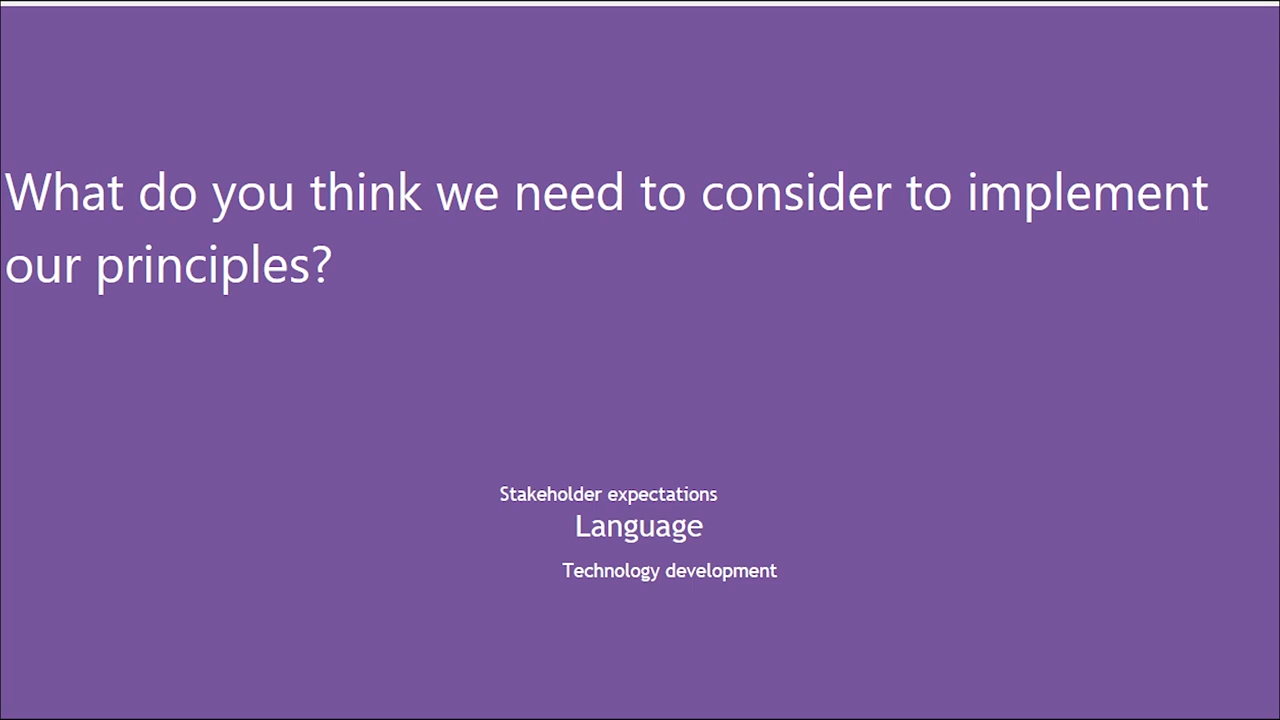 What do you think we need to consider to implement
our principles?
Stakeholder expectations
Language
Technology development